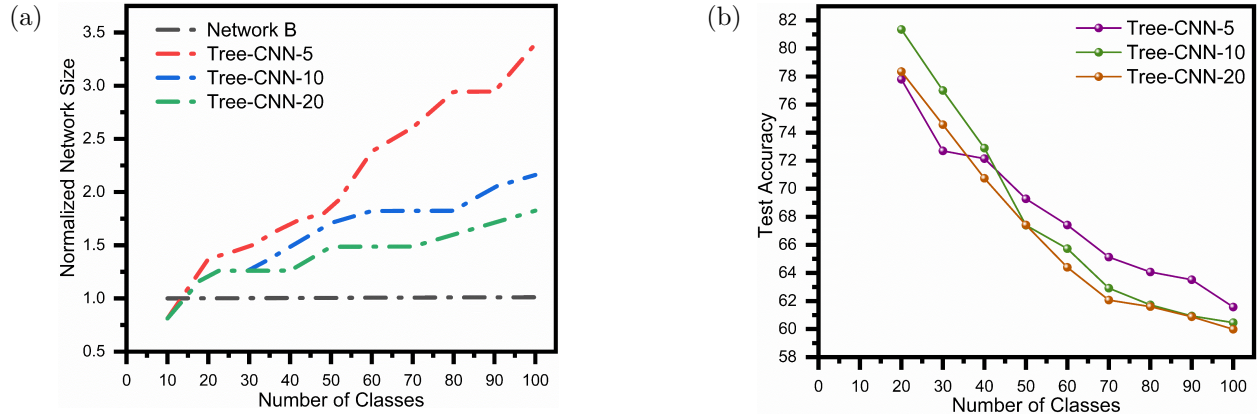 (a)
Normalized Network Size
3.5
3.0
2.5
2.0
1.5
1.0
0.5
Network B
Tree-CNN-5
Tree-CNN-10
Tree-CNN-20
0 10 20 30 40 50 60 70 80 90 100
Number of Classes
(b)
Test Accuracy
82
80
78
76
74
72
70
68
66
64
62
60
58
Tree-CNN-5
Tree-CNN-10
Tree-CNN-20
0 10 20 30 40 50 60 70 80 90 100
Number of Classes